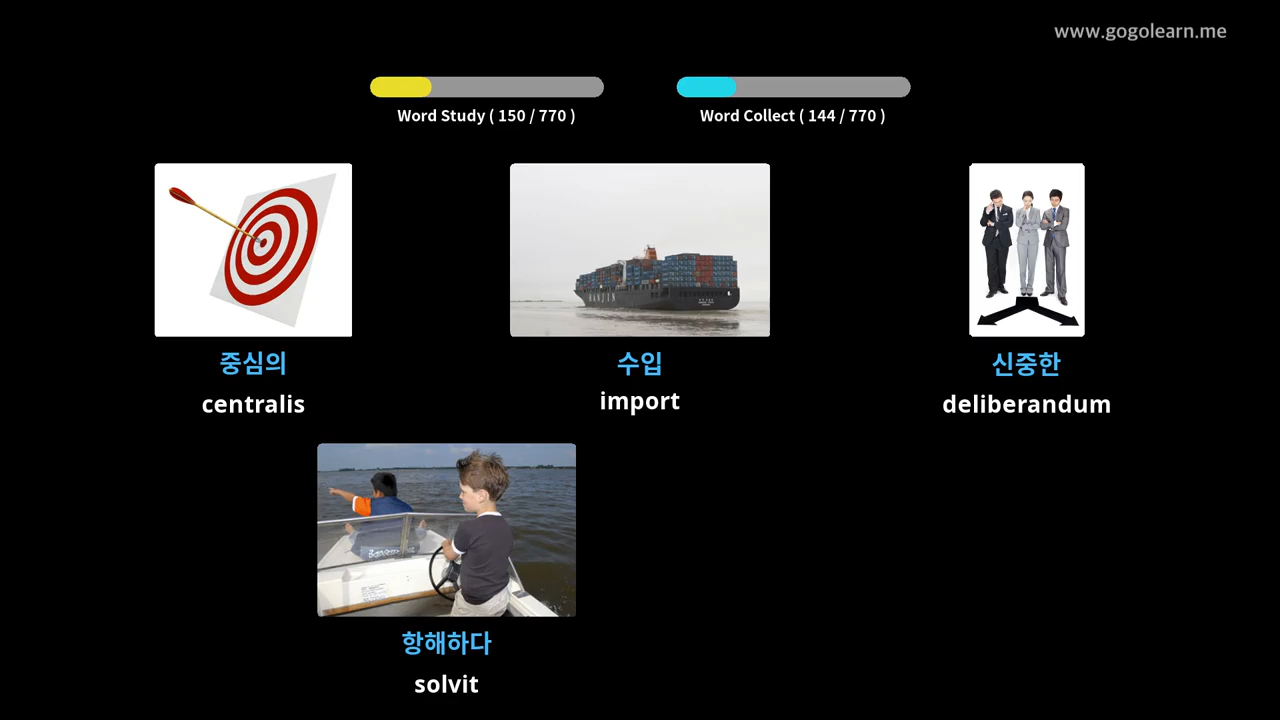 www.gogolearn.me
Word Study ( 150 / 770 )
Word Collect ( 144 / 770 )
중심의
centralis
수입
import
신중한
deliberandum
항해하다
solvit